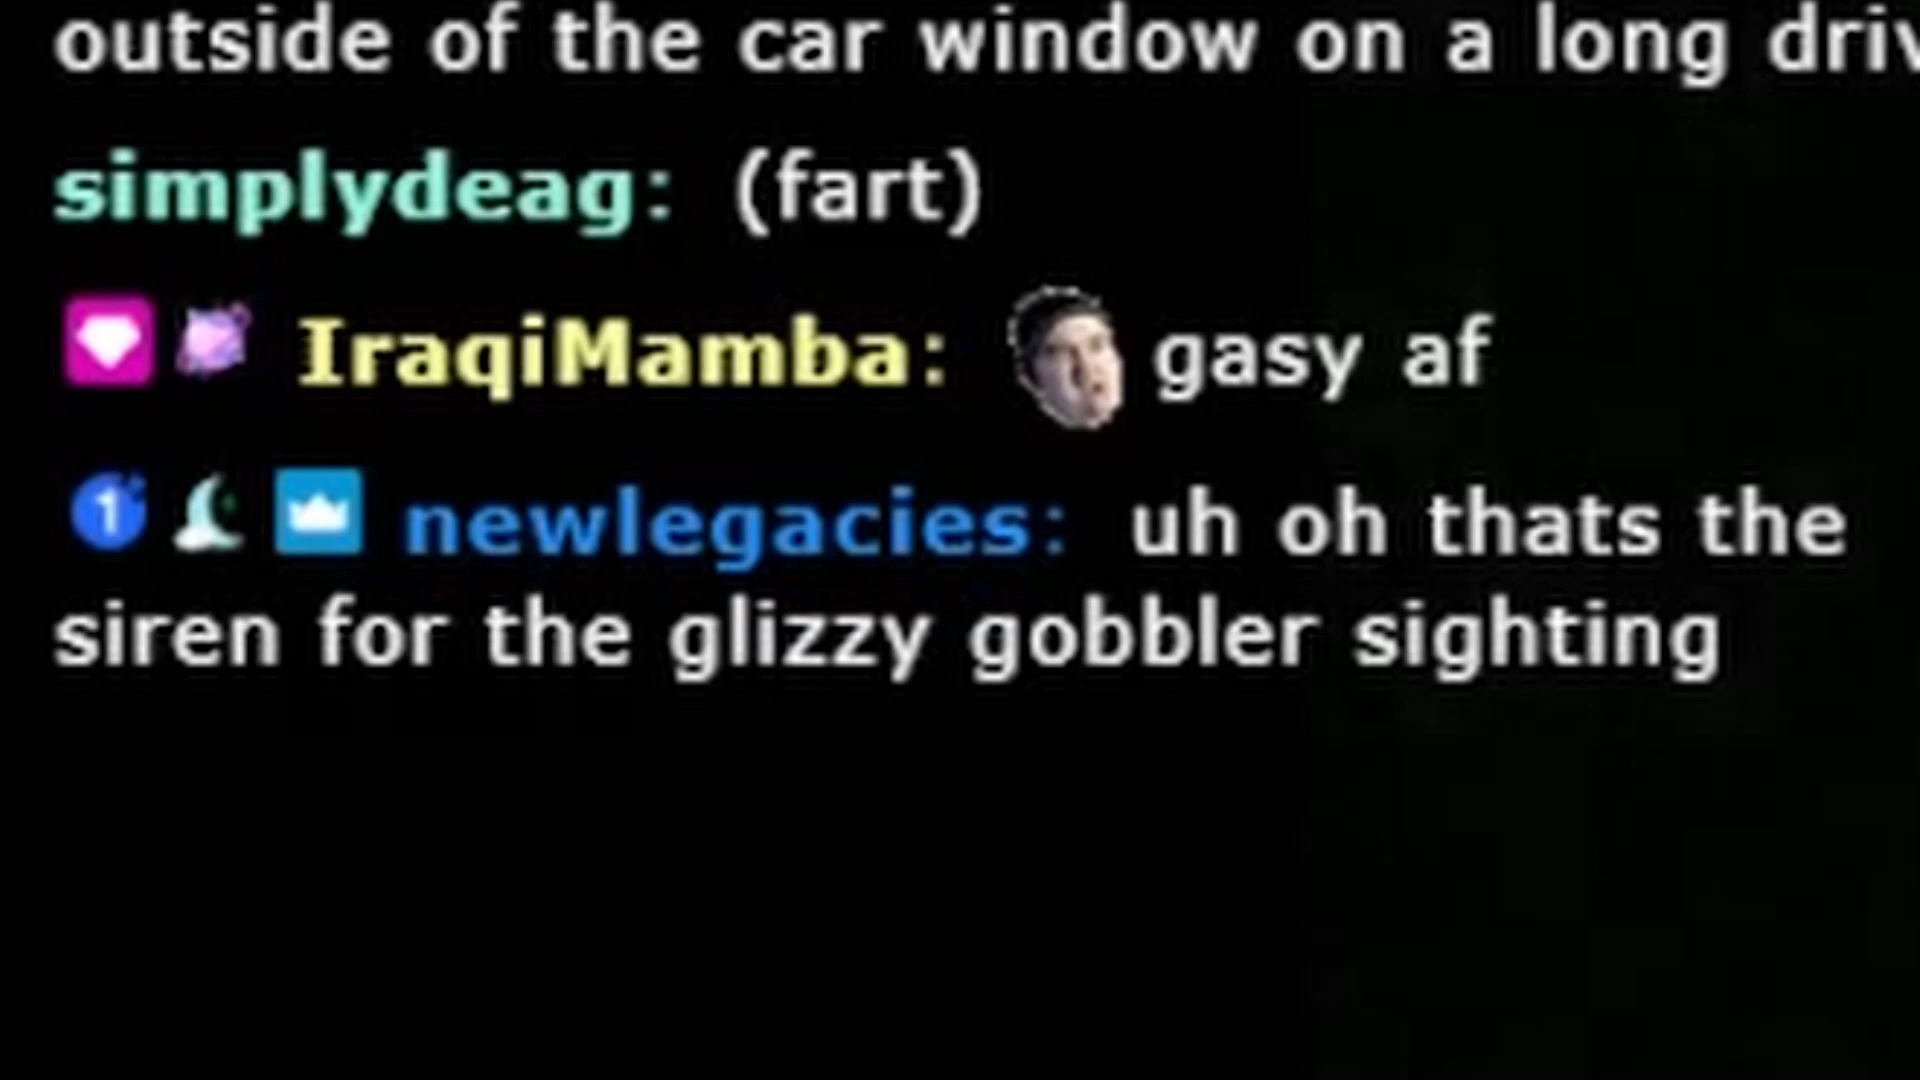 outside of the car window on a long
simplydeag: (fart)
IraqiMamba: gasy af
1 newlegacies: uh oh thats the
siren for the glizzy gobbler sighting